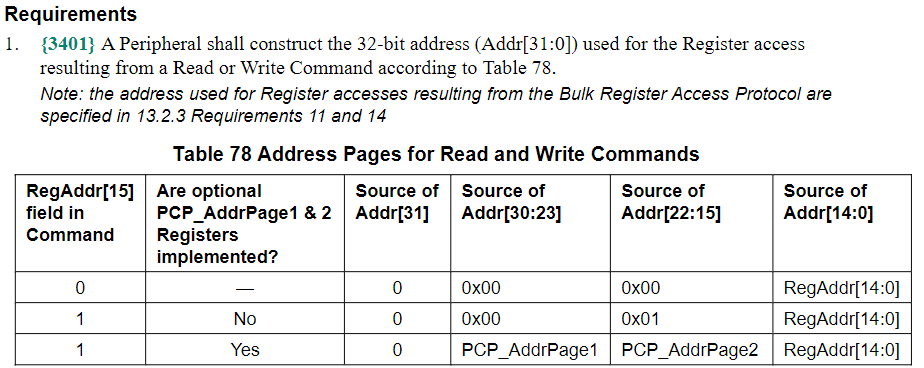 Requirements
1. {3401} A Peripheral shall construct the 32-bit address (Addr[31:0]) used for the Register access
resulting from a Read or Write Command according to Table 78.
Note: the address used for Register accesses resulting from the Bulk Register Access Protocol are
specified in 13.2.3 Requirements 11 and 14
Table 78 Address Pages for Read and Write Commands
RegAddr[15] Are optional Source of Source of Source of Source of
field in PCP_AddrPage1 & 2 Addr[31] Addr[30:23] Addr[22:15] Addr[14:0]
Command Registers
implemented?
0 — 0 0x00 0x00 RegAddr[14:0]
1 No 0 0x00 0x01 RegAddr[14:0]
1 Yes 0 PCP_AddrPage1 PCP_AddrPage2 RegAddr[14:0]